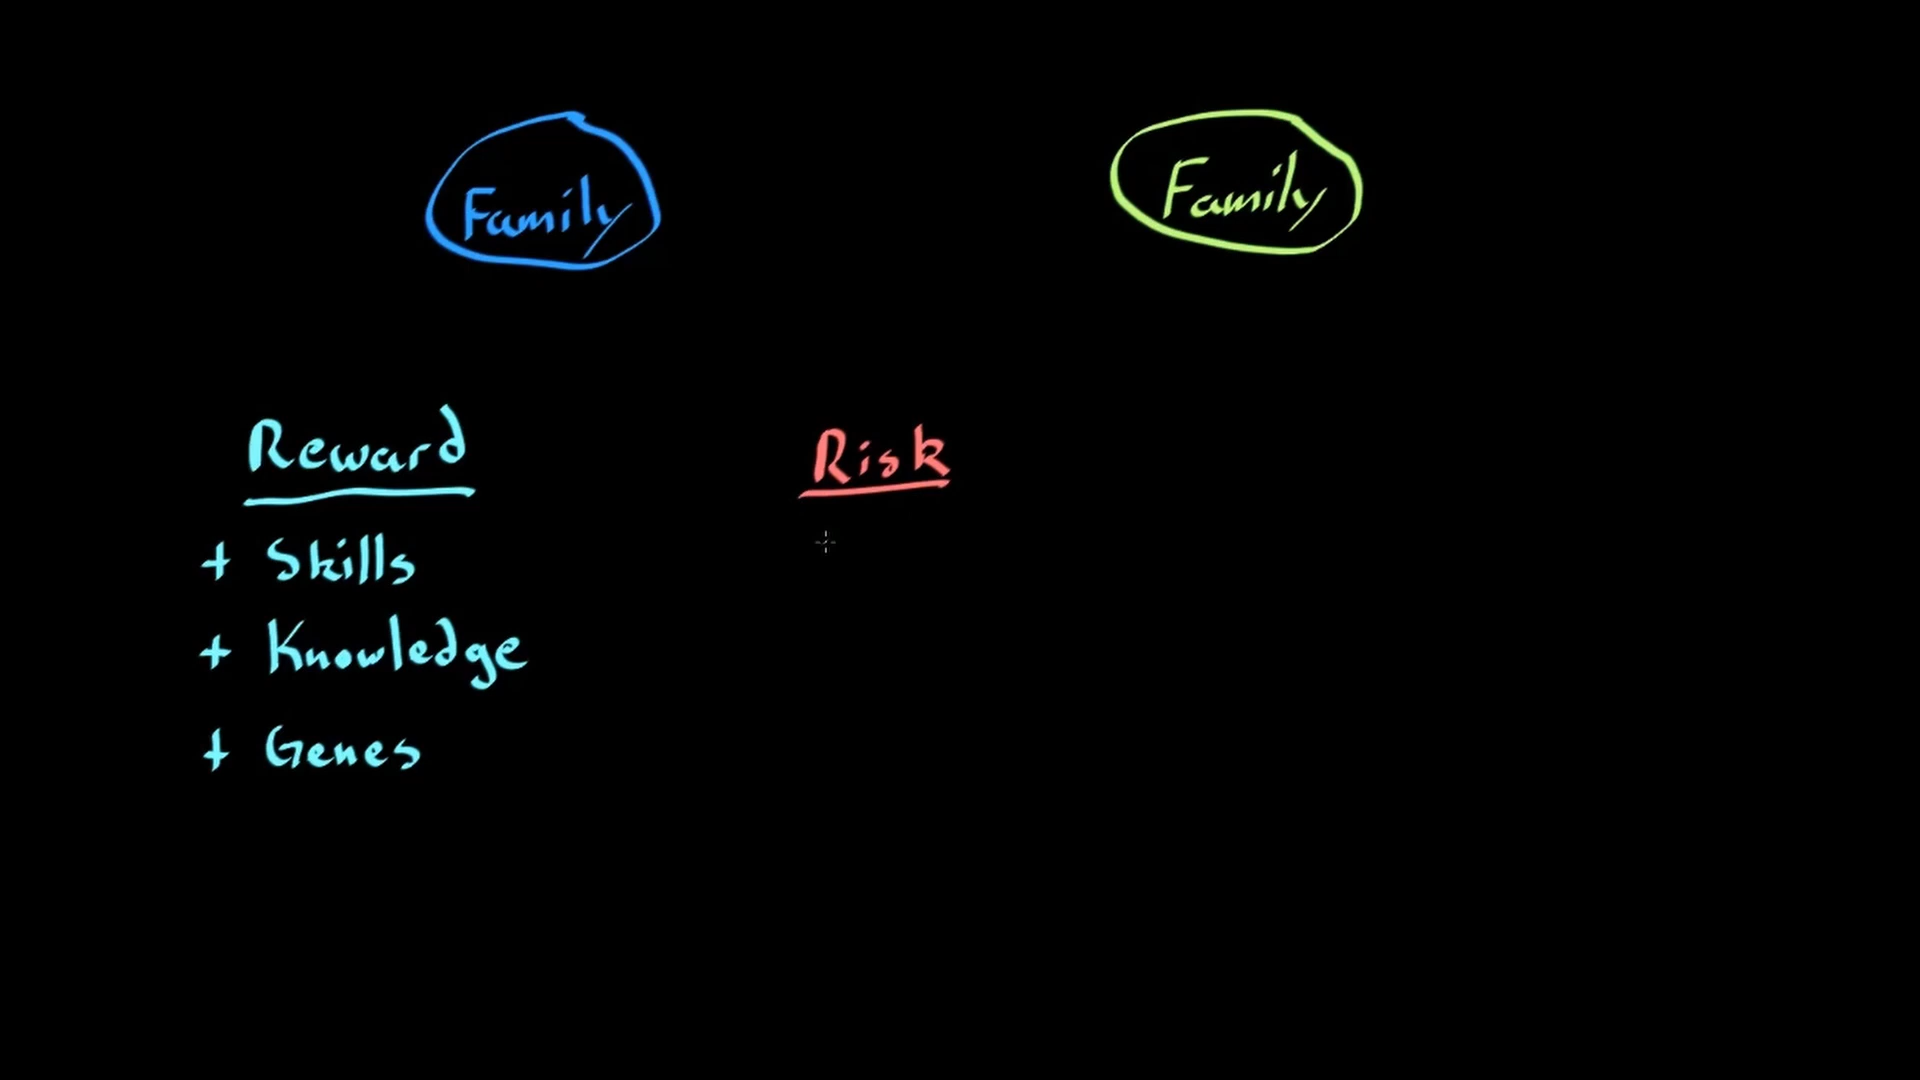 Family
Family
Reward
Risk
+ Skills
+ Knowledge
+ Genes